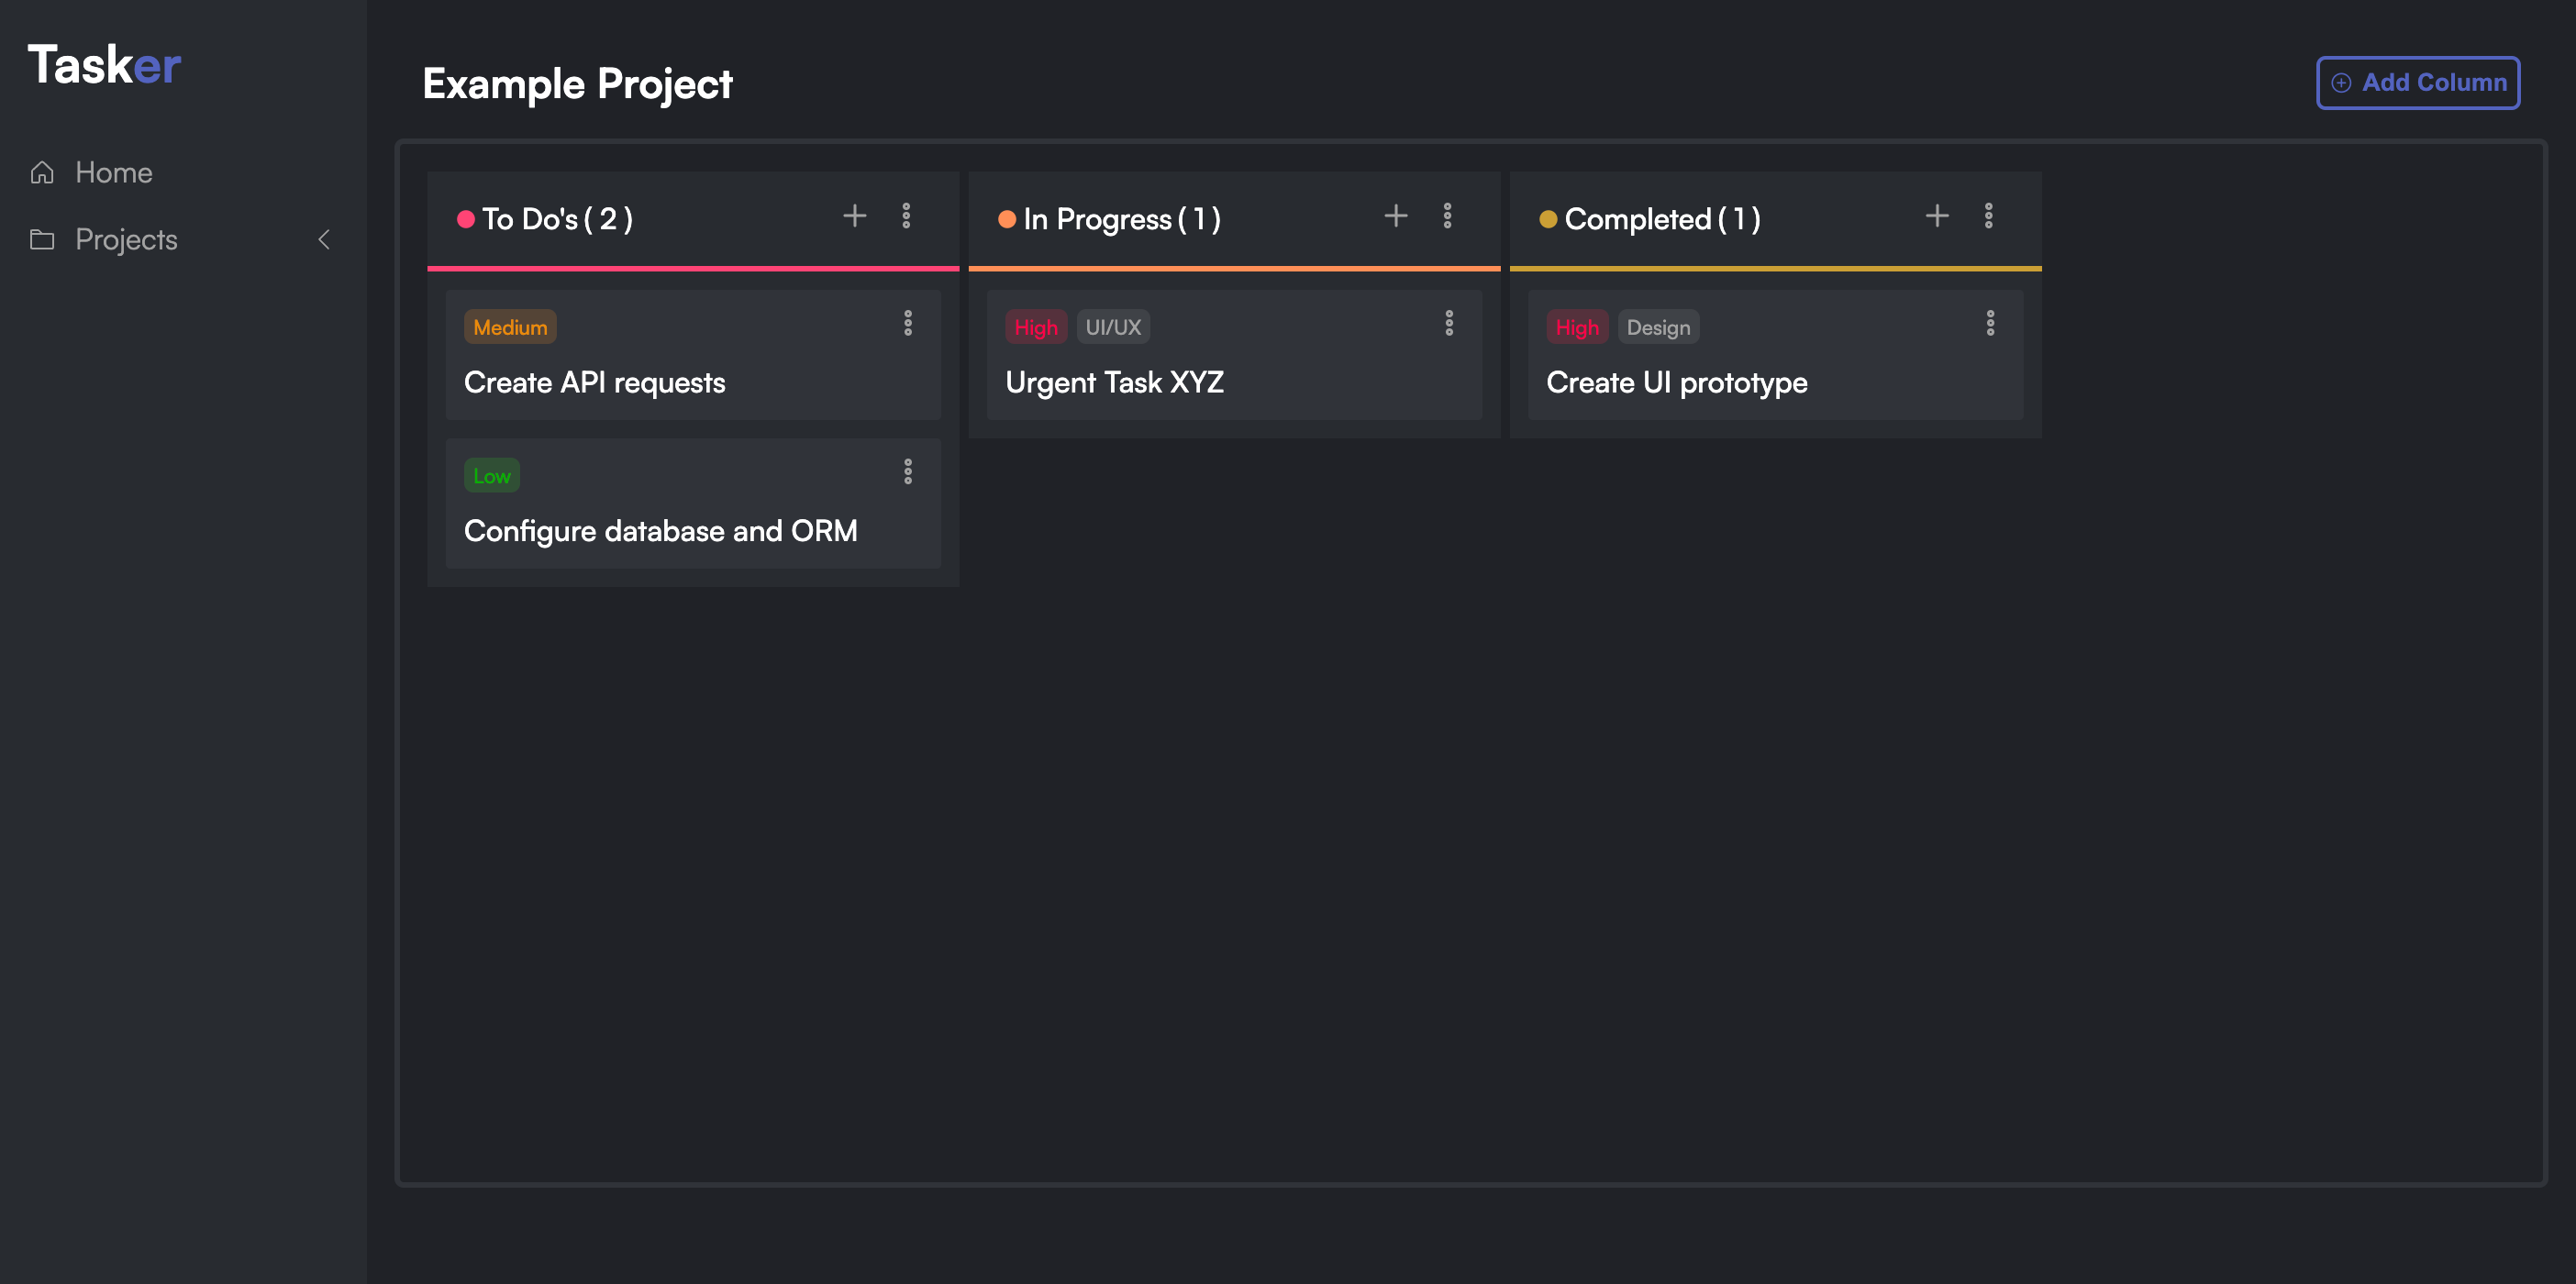 Tasker
Home
Projects
Example Project
Add Column
To Do's ( 2 )
Medium
Create API requests
Low
Configure database and ORM
In Progress ( 1 )
High UI/UX
Urgent Task XYZ
Completed ( 1 )
High Design
Create UI prototype